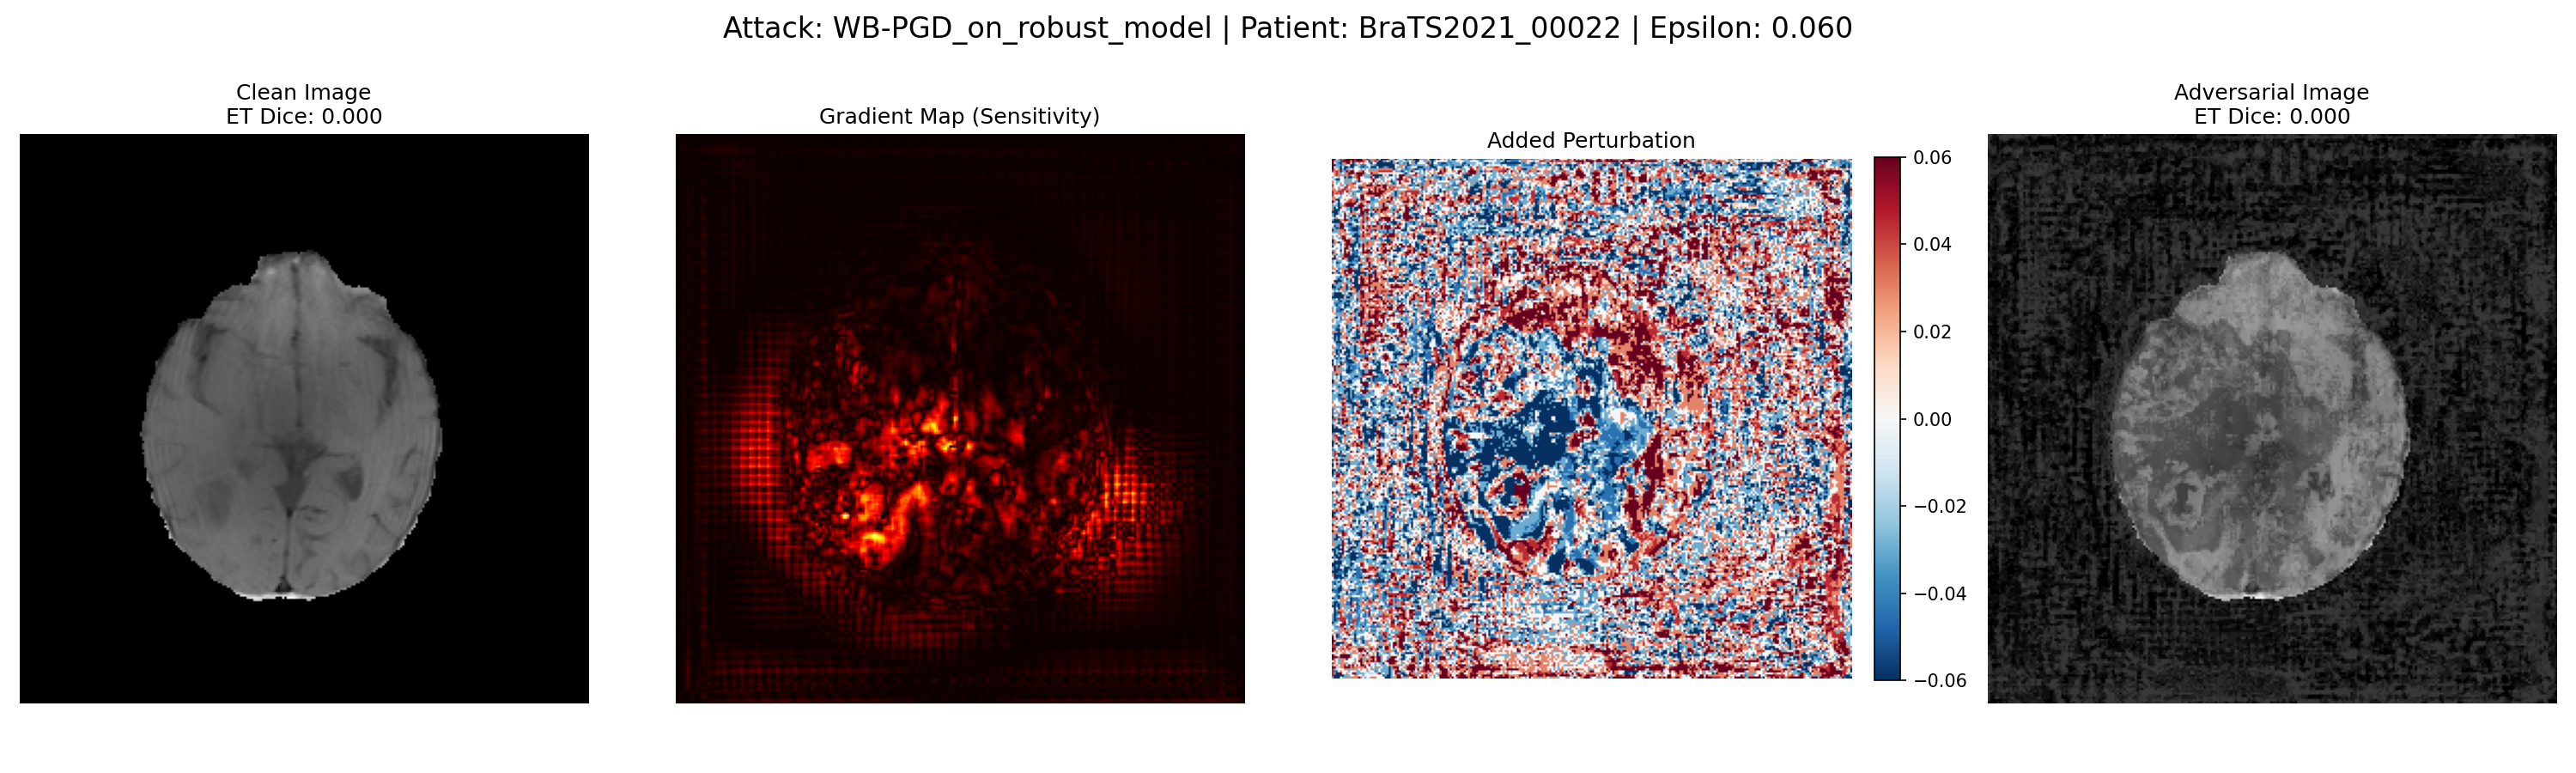 Attack: WB-PGD_on_robust_model | Patient: BraTS2021_00022 | Epsilon: 0.060
Clean Image
ET Dice: 0.000
Gradient Map (Sensitivity)
Added Perturbation
0.06
0.04
0.02
0.00
−0.02
−0.04
−0.06
Adversarial Image
ET Dice: 0.000